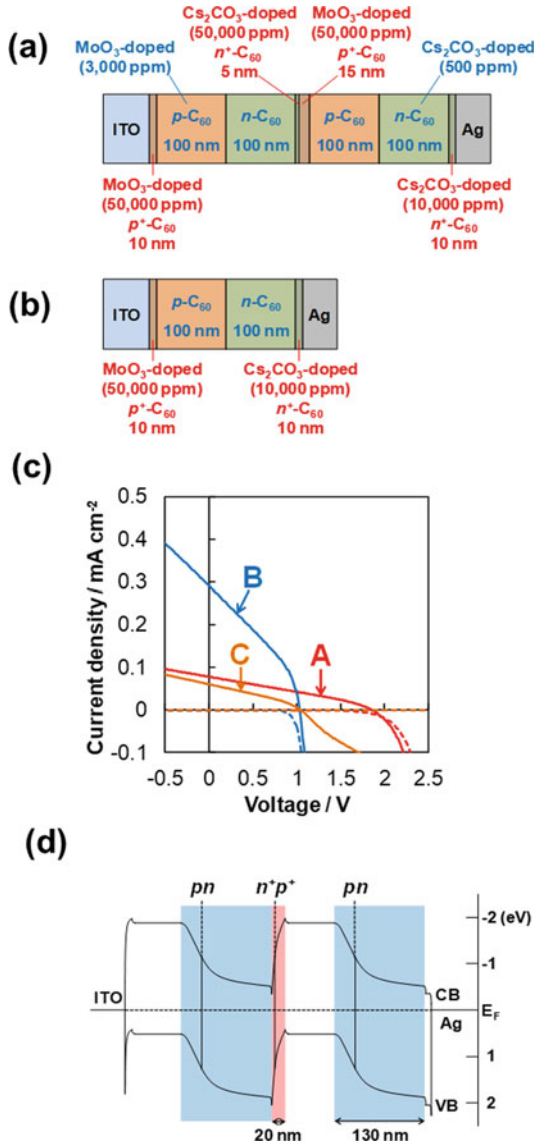 (a)
Cs₂CO₃-doped
(50,000 ppm)
n⁺-C₆₀
5 nm
MoO₃-doped
(50,000 ppm)
p⁺-C₆₀
15 nm
MoO₃-doped
(3,000 ppm)
Cs₂CO₃-doped
(500 ppm)
ITO
p-C₆₀
100 nm
n-C₆₀
100 nm
p-C₆₀
100 nm
n-C₆₀
100 nm
Ag
MoO₃-doped
(50,000 ppm)
p⁺-C₆₀
10 nm
Cs₂CO₃-doped
(10,000 ppm)
n⁺-C₆₀
10 nm
(b)
ITO
p-C₆₀
100 nm
n-C₆₀
100 nm
Ag
MoO₃-doped
(50,000 ppm)
p⁺-C₆₀
10 nm
Cs₂CO₃-doped
(10,000 ppm)
n⁺-C₆₀
10 nm
(c)
Current density / mA cm⁻²
0.5
0.4
0.3
0.2
0.1
0
-0.1
B
C
A
-0.5
0
0.5
1
1.5
2
2.5
Voltage / V
(d)
pn
n⁺p⁺
pn
-2 (eV)
-1
CB
E_F
ITO
Ag
1
VB
2
20 nm
130 nm